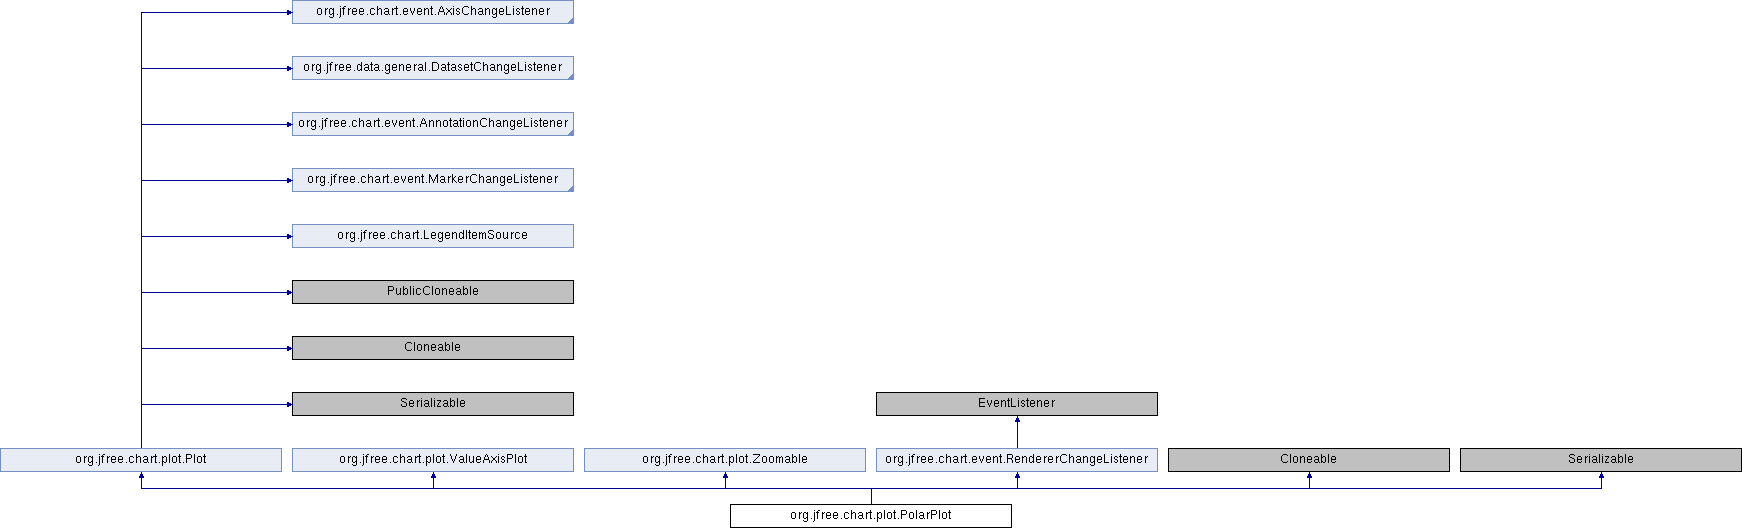 org.jfree.chart.event.AxisChangeListener
org.jfree.data.general.DatasetChangeListener
org.jfree.chart.event.AnnotationChangeListener
org.jfree.chart.event.MarkerChangeListener
org.jfree.chart.LegendItemSource
PublicCloneable
Cloneable
Serializable
EventListener
org.jfree.chart.plot.Plot
org.jfree.chart.plot.ValueAxisPlot
org.jfree.chart.plot.Zoomable
org.jfree.chart.event.RendererChangeListener
Cloneable
Serializable
org.jfree.chart.plot.PolarPlot